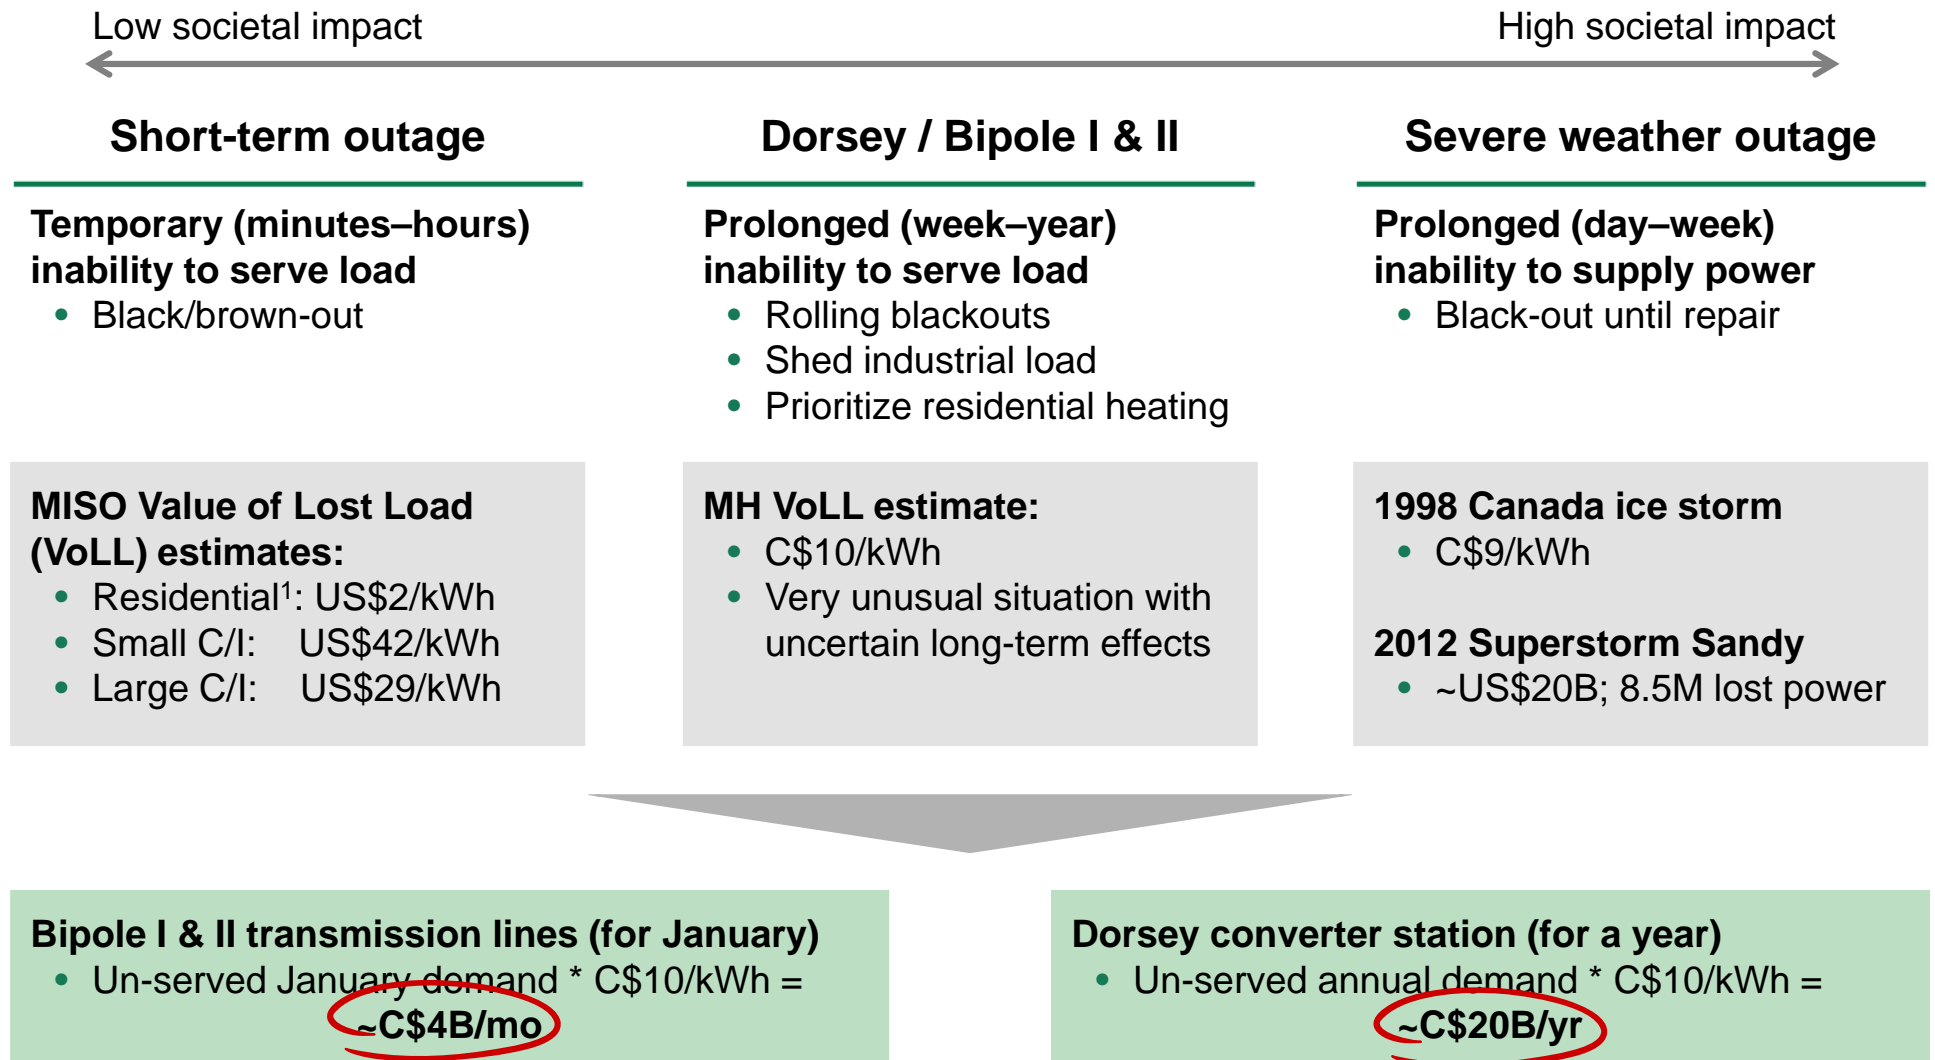 Low societal impact
High societal impact
Short-term outage
Temporary (minutes–hours)
inability to serve load
• Black/brown-out
MISO Value of Lost Load
(VoLL) estimates:
• Residential¹: US$2/kWh
• Small C/I: US$42/kWh
• Large C/I: US$29/kWh
Dorsey / Bipole I & II
Prolonged (week–year)
inability to serve load
• Rolling blackouts
• Shed industrial load
• Prioritize residential heating
MH VoLL estimate:
• C$10/kWh
• Very unusual situation with
uncertain long-term effects
Severe weather outage
Prolonged (day–week)
inability to supply power
• Black-out until repair
1998 Canada ice storm
• C$9/kWh
2012 Superstorm Sandy
• ~US$20B; 8.5M lost power
Bipole I & II transmission lines (for January)
• Un-served January demand * C$10/kWh =
~C$4B/mo
Dorsey converter station (for a year)
• Un-served annual demand * C$10/kWh =
~C$20B/yr